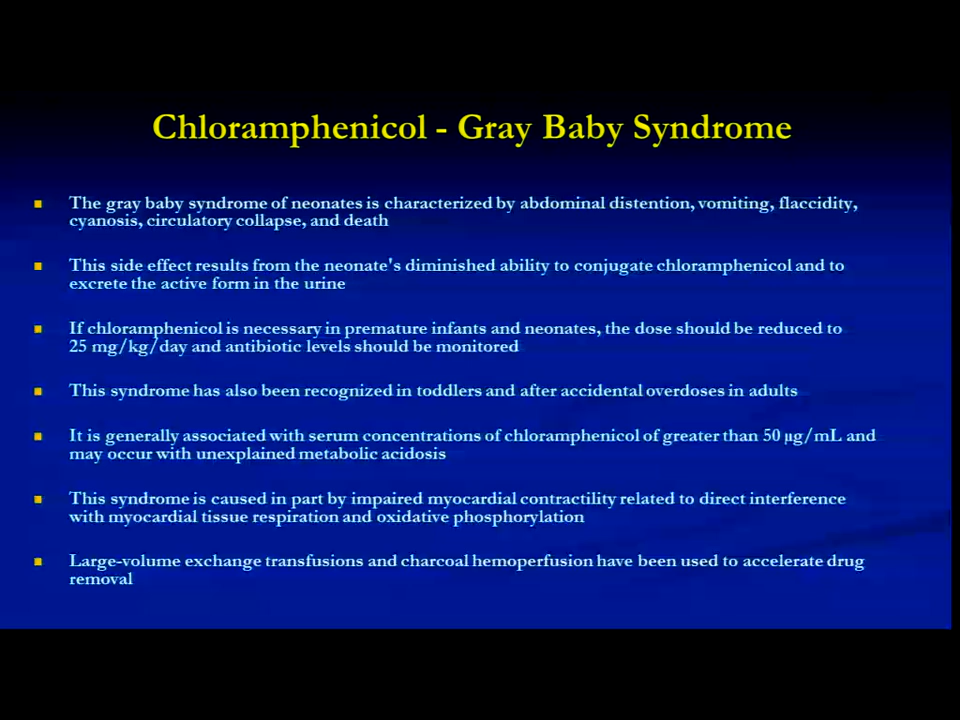 Chloramphenicol - Gray Baby Syndrome
The gray baby syndrome of neonates is characterized by abdominal distention, vomiting, flaccidity,
cyanosis, circulatory collapse, and death
This side effect results from the neonate's diminished ability to conjugate chloramphenicol and to
excrete the active form in the urine
If chloramphenicol is necessary in premature infants and neonates, the dose should be reduced to
25 mg/kg/day and antibiotic levels should be monitored
This syndrome has also been recognized in toddlers and after accidental overdoses in adults
It is generally associated with serum concentrations of chloramphenicol of greater than 50 µg/mL and
may occur with unexplained metabolic acidosis
This syndrome is caused in part by impaired myocardial contractility related to direct interference
with myocardial tissue respiration and oxidative phosphorylation
Large-volume exchange transfusions and charcoal hemoperfusion have been used to accelerate drug
removal